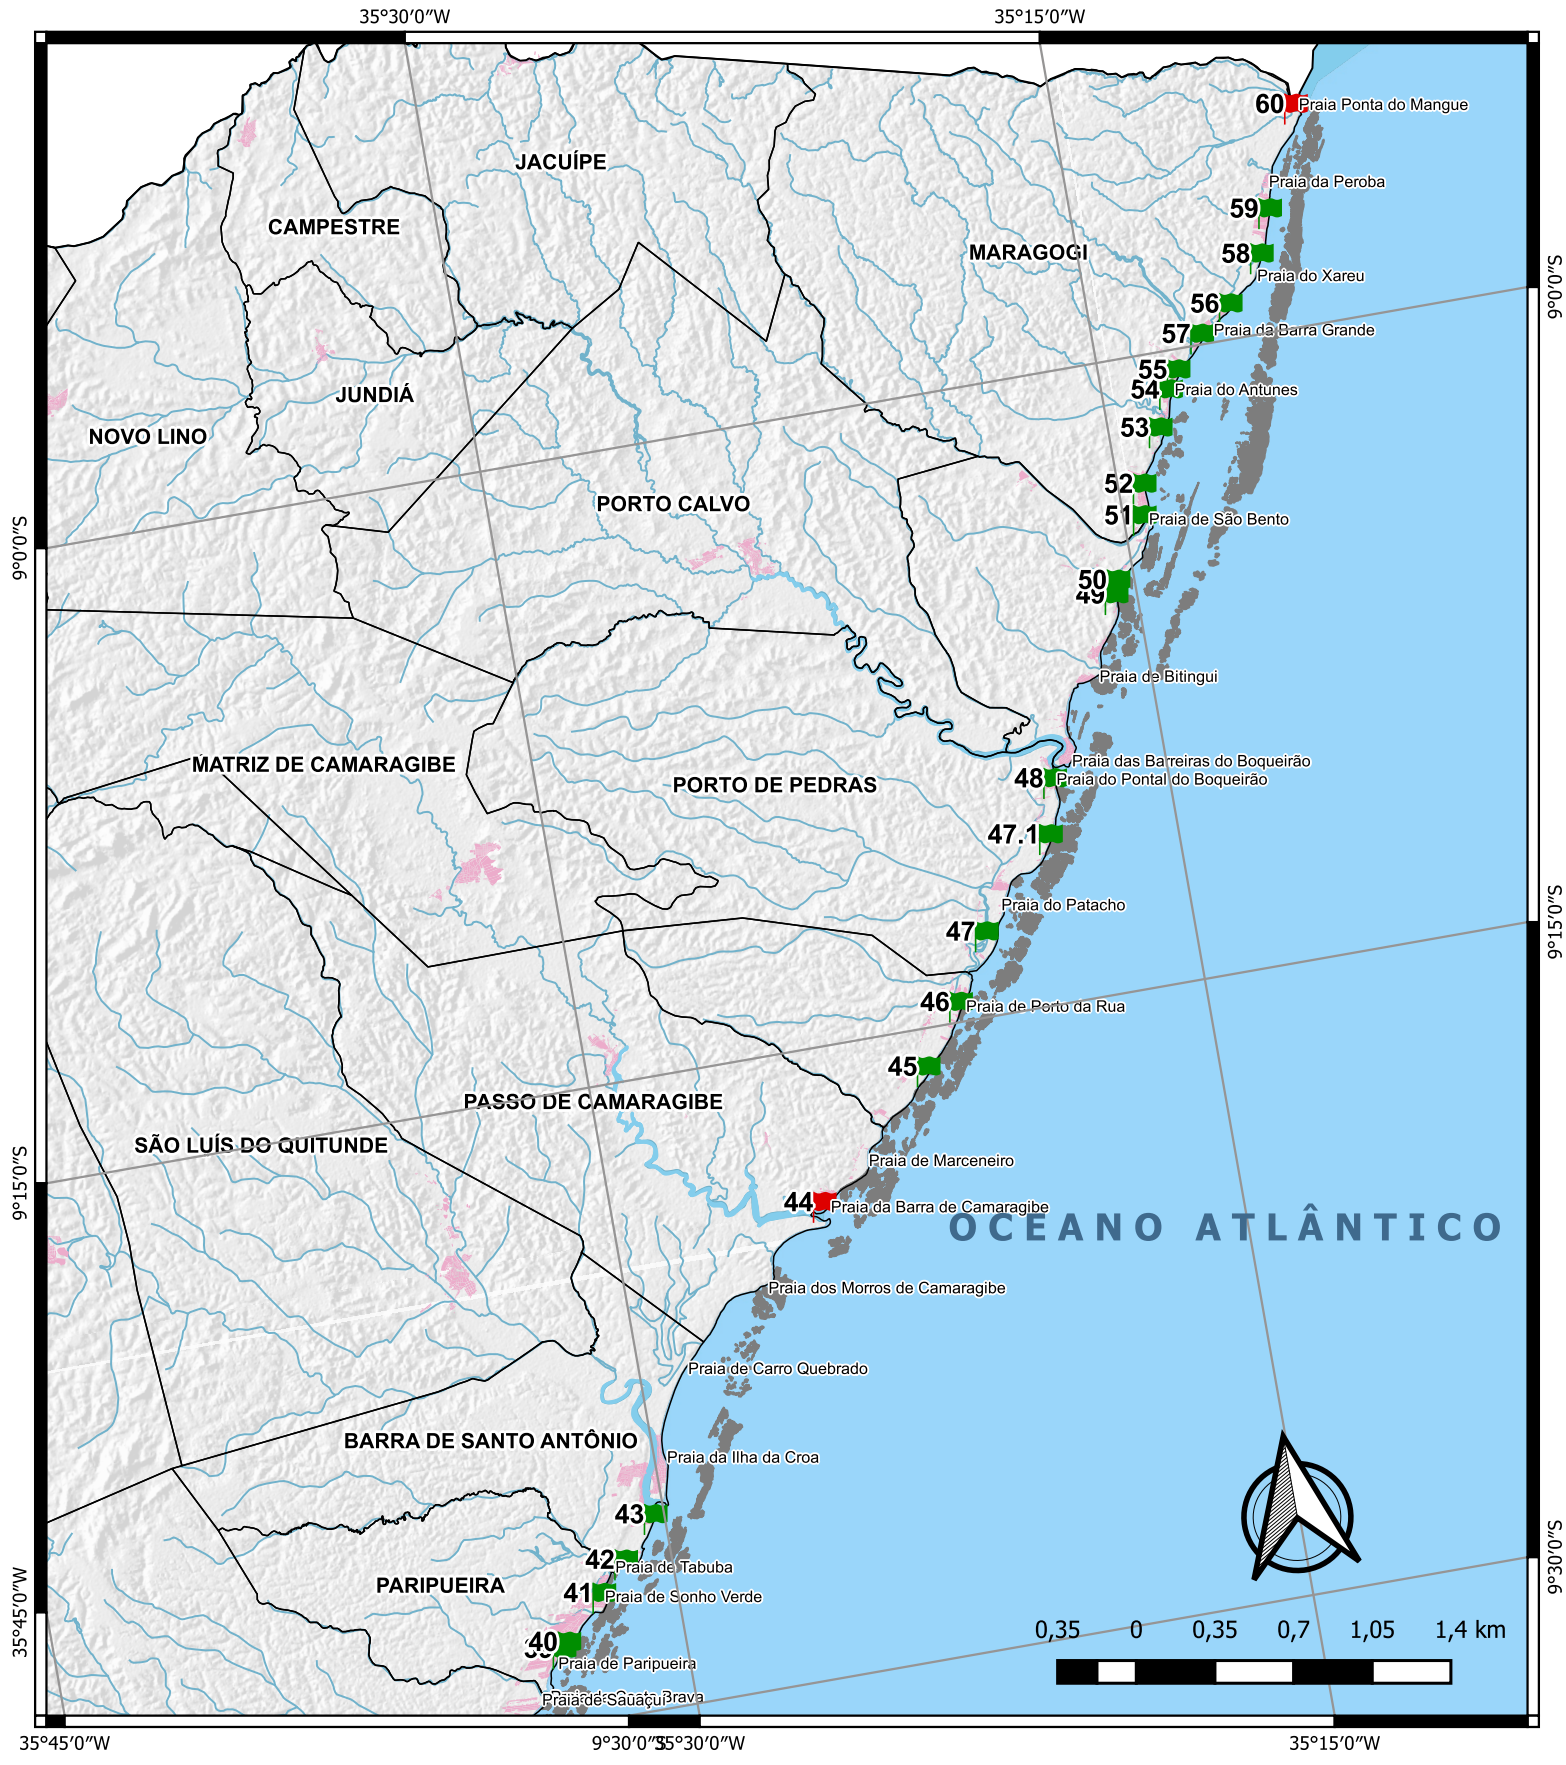 35°30′0″W
35°15′0″W
60
Praia Ponta do Mangue
JACUÍPE
Praia da Peroba
59
CAMPESTRE
MARAGOGI
58
Praia do Xareu
9°0′0″S
56
57
Praia da Barra Grande
55
JUNDIÁ
54
Praia do Antunes
53
NOVO LINO
52
PORTO CALVO
51
Praia de São Bento
9°0′0″S
50
49
Praia de Bitingui
MATRIZ DE CAMARAGIBE
Praia das Barreiras do Boqueirão
48
Praia do Pontal do Boqueirão
PORTO DE PEDRAS
47.1
Praia do Patacho
9°15′0″S
47
46
Praia de Porto da Rua
45
PASSO DE CAMARAGIBE
SÃO LUÍS DO QUITUNDE
Praia de Marceneiro
9°15′0″S
44
Praia da Barra de Camaragibe
OCEANO ATLÂNTICO
Praia dos Morros de Camaragibe
Praia de Carro Quebrado
BARRA DE SANTO ANTÔNIO
Praia da Ilha da Croa
43
42
Praia de Tabuba
9°30′0″S
PARIPUEIRA
41
Praia de Sonho Verde
35°45′0″W
40
0,35 0 0,35 0,7 1,05 1,4 km
Praia de Paripueira
Praia de Sauaçuí
Brava
35°45′0″W
9°30′0″S
35°30′0″W
35°15′0″W